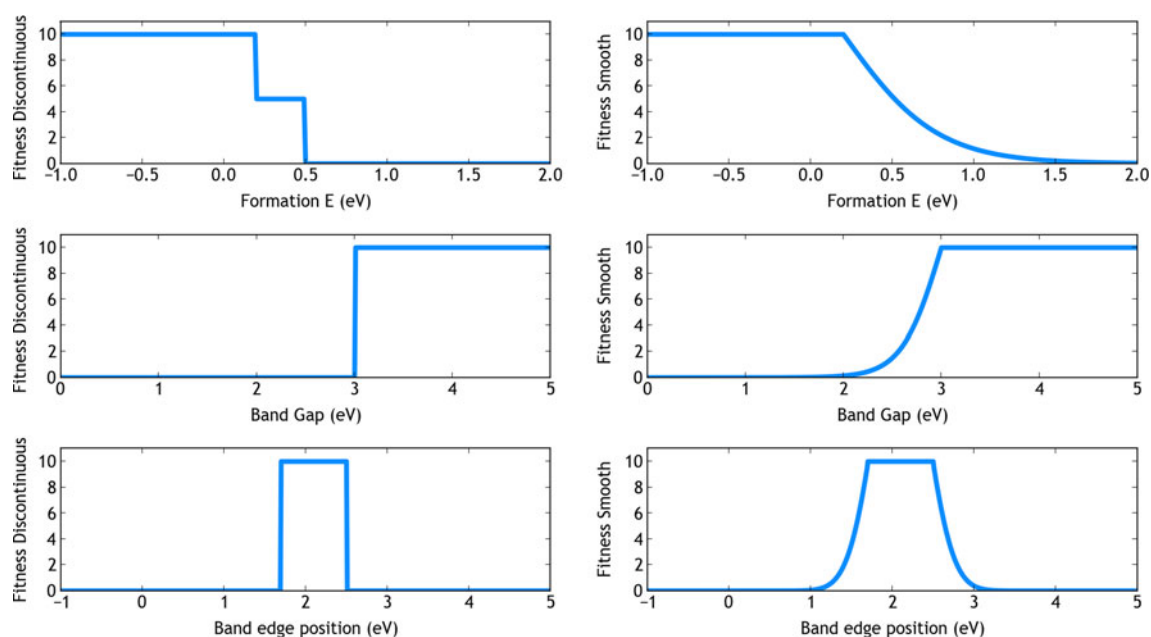 Fitness Discontinuous
10
8
6
4
2
0
−1.0 −0.5 0.0 0.5 1.0 1.5 2.0
Formation E (eV)
Fitness Smooth
10
8
6
4
2
0
−1.0 −0.5 0.0 0.5 1.0 1.5 2.0
Formation E (eV)
Fitness Discontinuous
10
8
6
4
2
0
0 1 2 3 4 5
Band Gap (eV)
Fitness Smooth
10
8
6
4
2
0
0 1 2 3 4 5
Band Gap (eV)
Fitness Discontinuous
10
8
6
4
2
0
−1 0 1 2 3 4 5
Band edge position (eV)
Fitness Smooth
10
8
6
4
2
0
−1 0 1 2 3 4 5
Band edge position (eV)